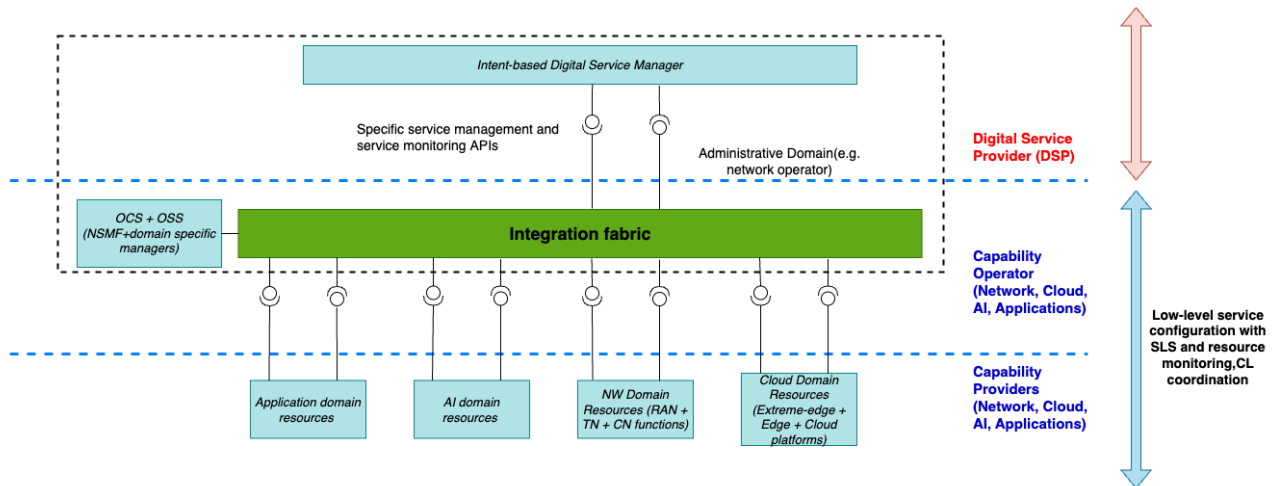 Intent-based Digital Service Manager
Specific service management and
service monitoring APIs
Administrative Domain(e.g.
network operator)
Digital Service
Provider (DSP)
OCS + OSS
(NSMF+domain specific
managers)
Integration fabric
Capability
Operator
(Network, Cloud,
AI, Applications)
Low-level service
configuration with
SLS and resource
monitoring,CL
coordination
Application domain
resources
AI domain
resources
NW Domain
Resources (RAN +
TN + CN functions)
Cloud Domain
Resources
(Extreme-edge +
Edge + Cloud
platforms)
Capability
Providers
(Network, Cloud,
AI, Applications)